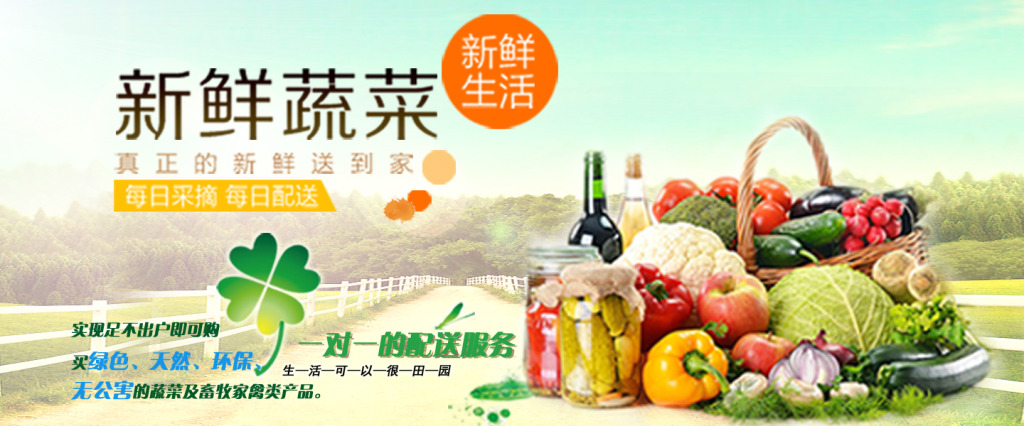 新鲜
生活
新鲜蔬菜
真正的新鲜送到家
每日采摘 每日配送
实现足不出户即可购
买绿色、天然、环保、
无公害的蔬菜及畜牧家禽类产品。
一对一的配送服务
生一活一可一以一很一田一园